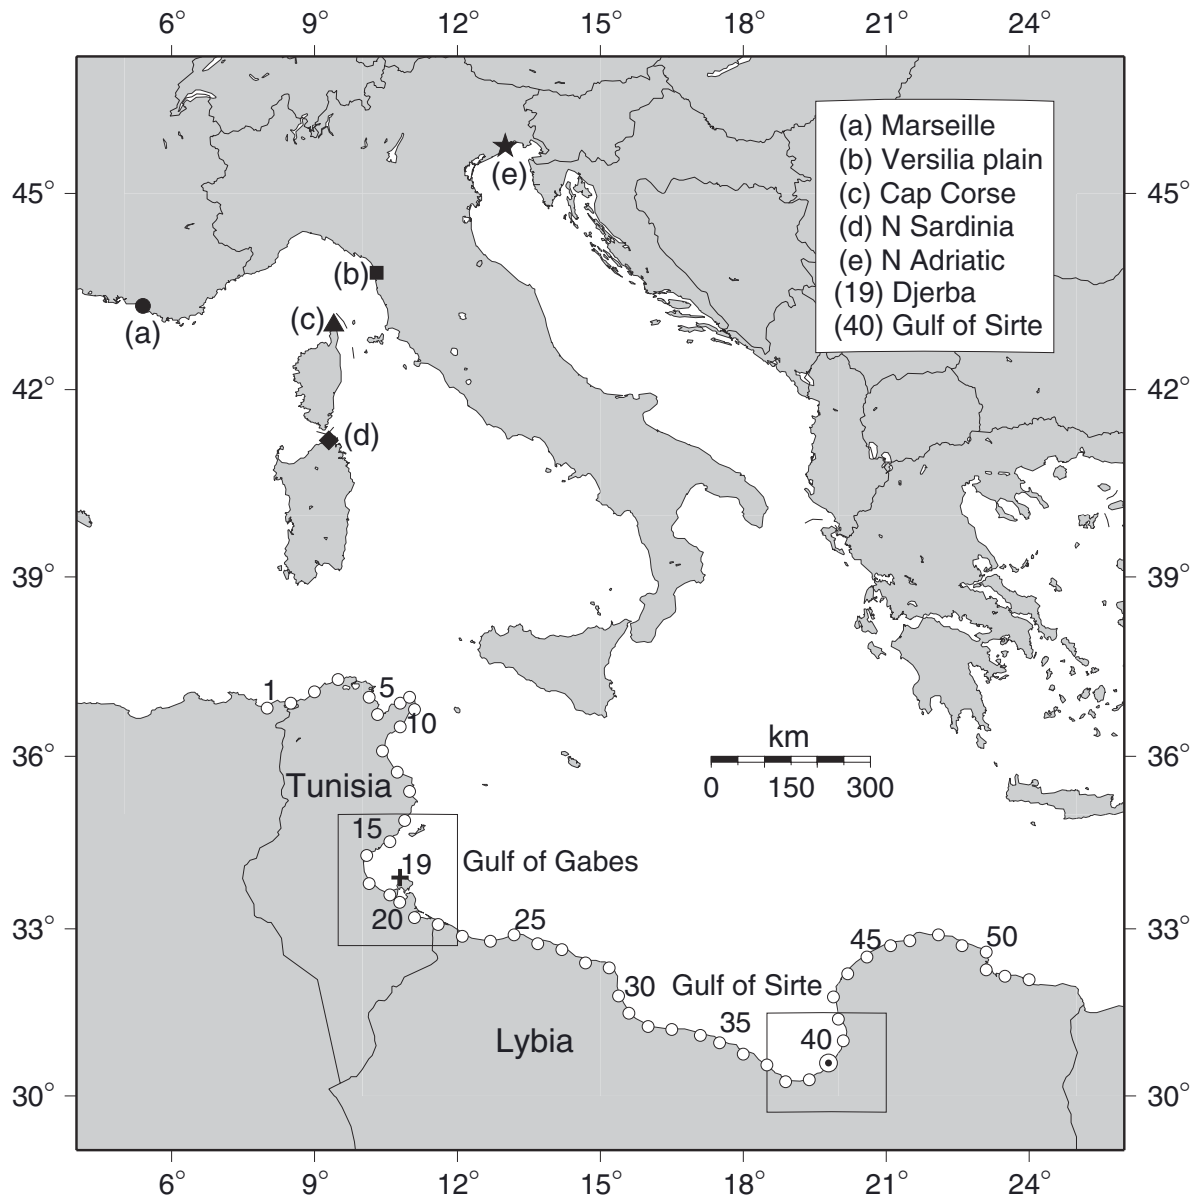 6° 9° 12° 15° 18° 21° 24°
(a) Marseille
(b) Versilia plain
(c) Cap Corse
(d) N Sardinia
(e) N Adriatic
(19) Djerba
(40) Gulf of Sirte
(e)
45° 45°
(b)
(c)
(a)
42° 42°
(d)
39° 39°
1 5
10
km
36° 36°
Tunisia
0 150 300
15
19 Gulf of Gabes
20 25
33° 33°
45 50
30 Gulf of Sirte
35
Lybia 40
30° 30°
6° 9° 12° 15° 18° 21° 24°